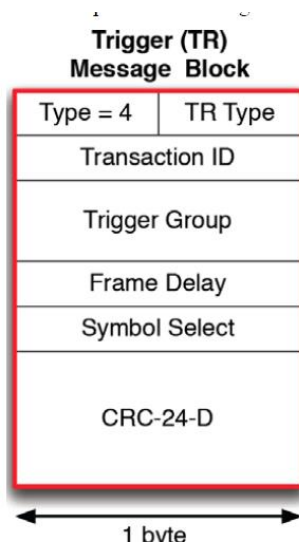 Trigger (TR)
Message Block
Type = 4 TR Type
Transaction ID
Trigger Group
Frame Delay
Symbol Select
CRC-24-D
1 byte